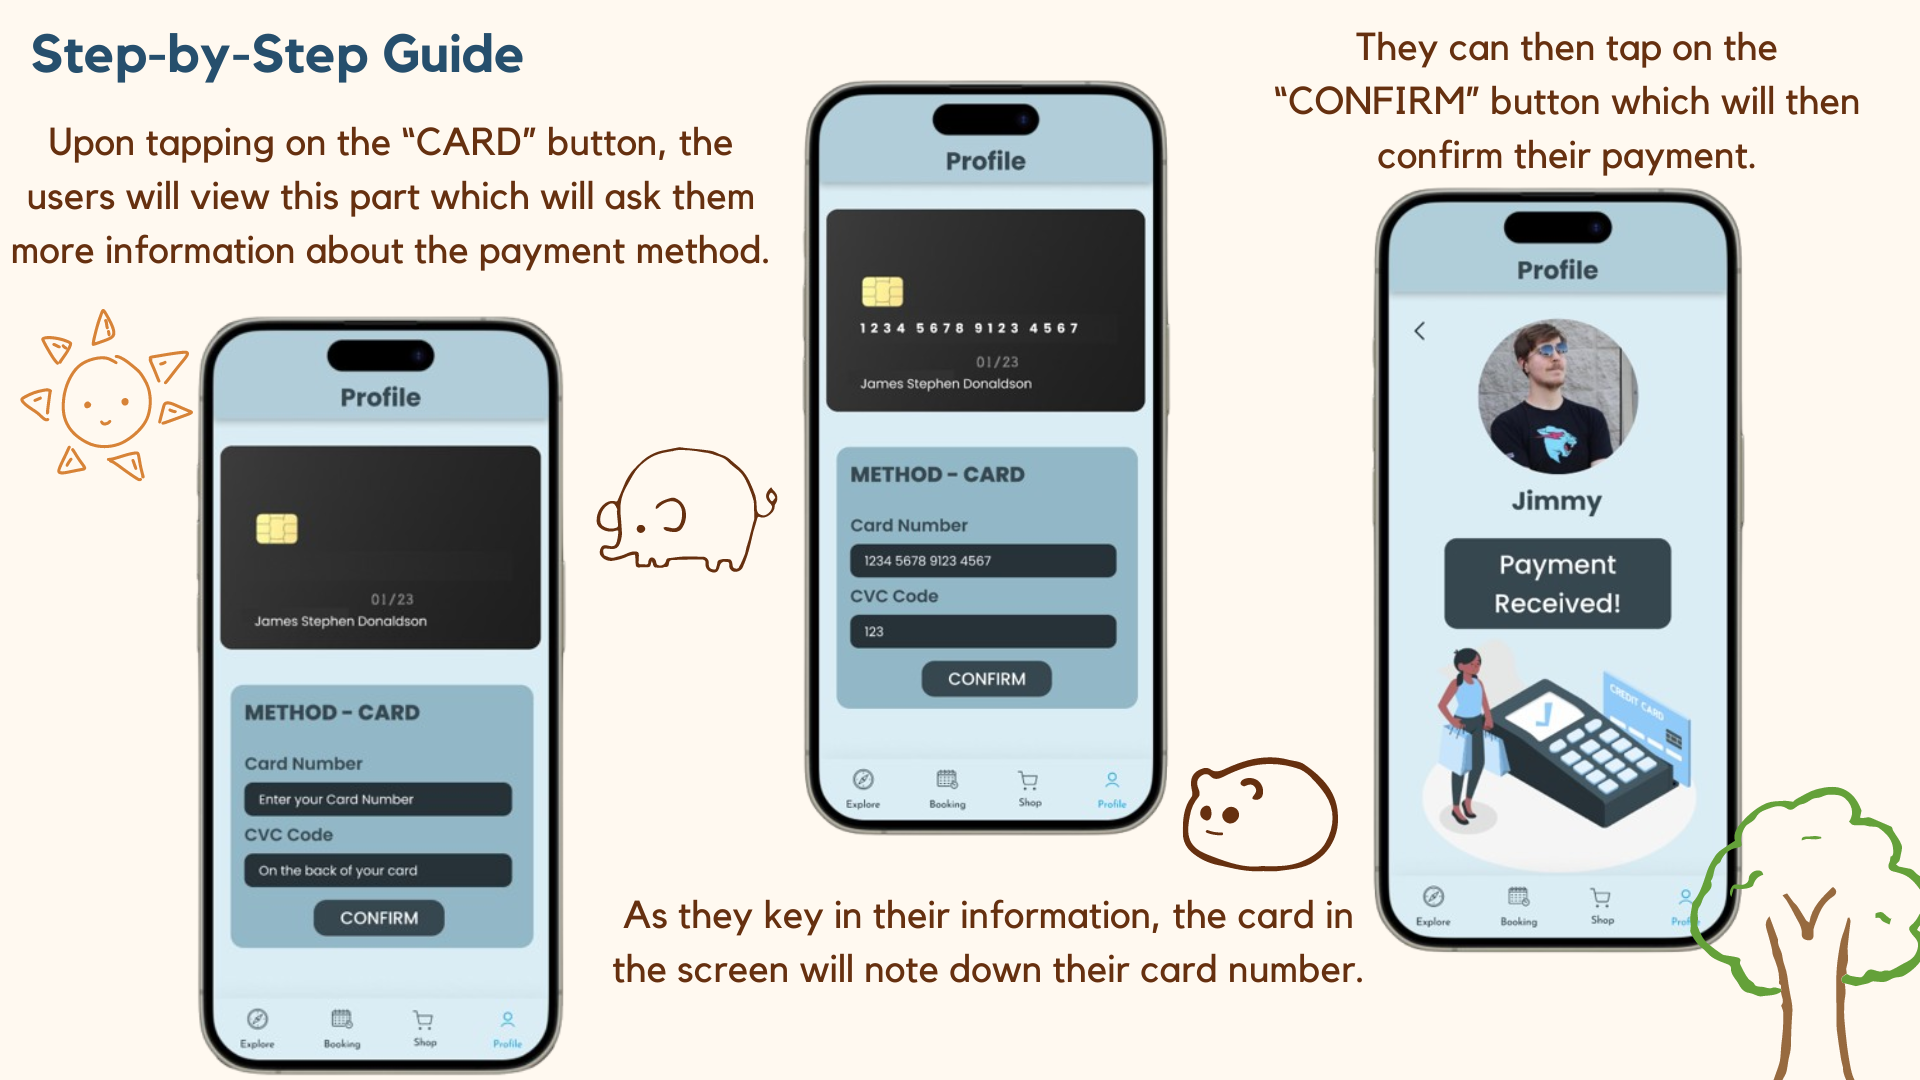 Step-by-Step Guide
Upon tapping on the “CARD” button, the
users will view this part which will ask them
more information about the payment method.
Profile
01/23
James Stephen Donaldson
METHOD - CARD
Card Number
Enter your Card Number
CVC Code
On the back of your card
CONFIRM
Explore
Booking
Shop
Profile
Profile
1234 5678 9123 4567
01/23
James Stephen Donaldson
METHOD - CARD
Card Number
1234 5678 9123 4567
CVC Code
123
CONFIRM
Explore
Booking
Shop
Profile
As they key in their information, the card in
the screen will note down their card number.
They can then tap on the
“CONFIRM” button which will then
confirm their payment.
Profile
Jimmy
Payment
Received!
CREDIT CARD
Explore
Booking
Shop